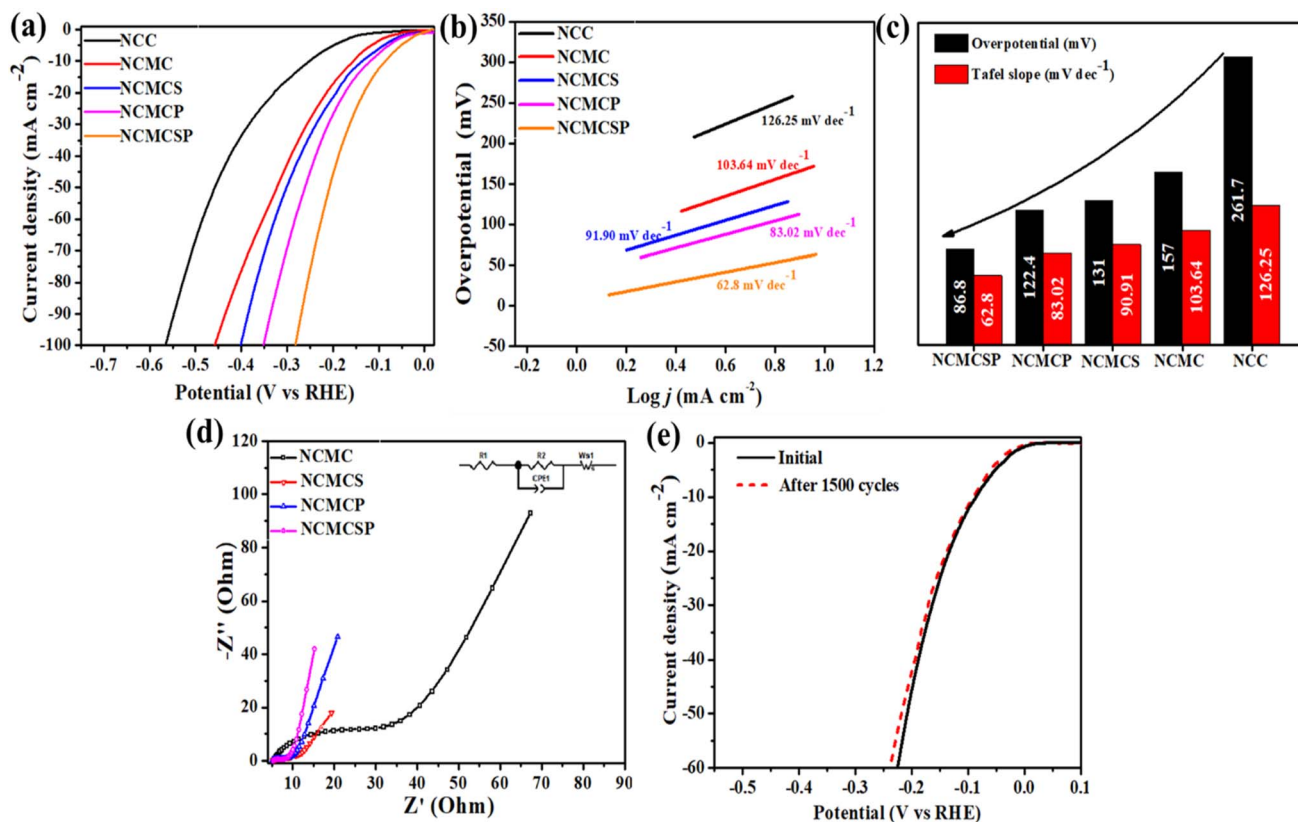 (a)
NCC
NCMC
NCMCS
NCMCP
NCMCSP
Current density (mA cm⁻²)
0
-10
-20
-30
-40
-50
-60
-70
-80
-90
-100
-0.7 -0.6 -0.5 -0.4 -0.3 -0.2 -0.1 0.0
Potential (V vs RHE)
(b)
NCC
NCMC
NCMCS
NCMCP
NCMCSP
Overpotential (mV)
350
300
250
200
150
100
50
0
-50
126.25 mV dec⁻¹
103.64 mV dec⁻¹
91.90 mV dec⁻¹
83.02 mV dec⁻¹
62.8 mV dec⁻¹
-0.2 0.0 0.2 0.4 0.6 0.8 1.0 1.2
Log j (mA cm⁻²)
(c)
Overpotential (mV)
Tafel slope (mV dec⁻¹)
86.8
62.8
122.4
83.02
131
90.91
157
103.64
261.7
126.25
NCMCSP NCMCP NCMCS NCMC NCC
(d)
NCMC
NCMCS
NCMCP
NCMCSP
R1 R2 Ws1
CPE1
-Z'' (Ohm)
120
100
80
60
40
20
0
10 20 30 40 50 60 70 80 90
Z' (Ohm)
(e)
Initial
After 1500 cycles
Current density (mA cm⁻²)
0
-10
-20
-30
-40
-50
-60
-0.5 -0.4 -0.3 -0.2 -0.1 0.0 0.1
Potential (V vs RHE)